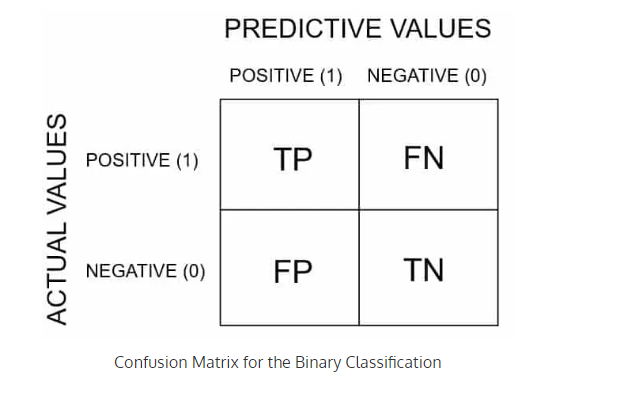 PREDICTIVE VALUES
POSITIVE (1) NEGATIVE (0)
ACTUAL VALUES
POSITIVE (1) TP FN
NEGATIVE (0) FP TN
Confusion Matrix for the Binary Classification